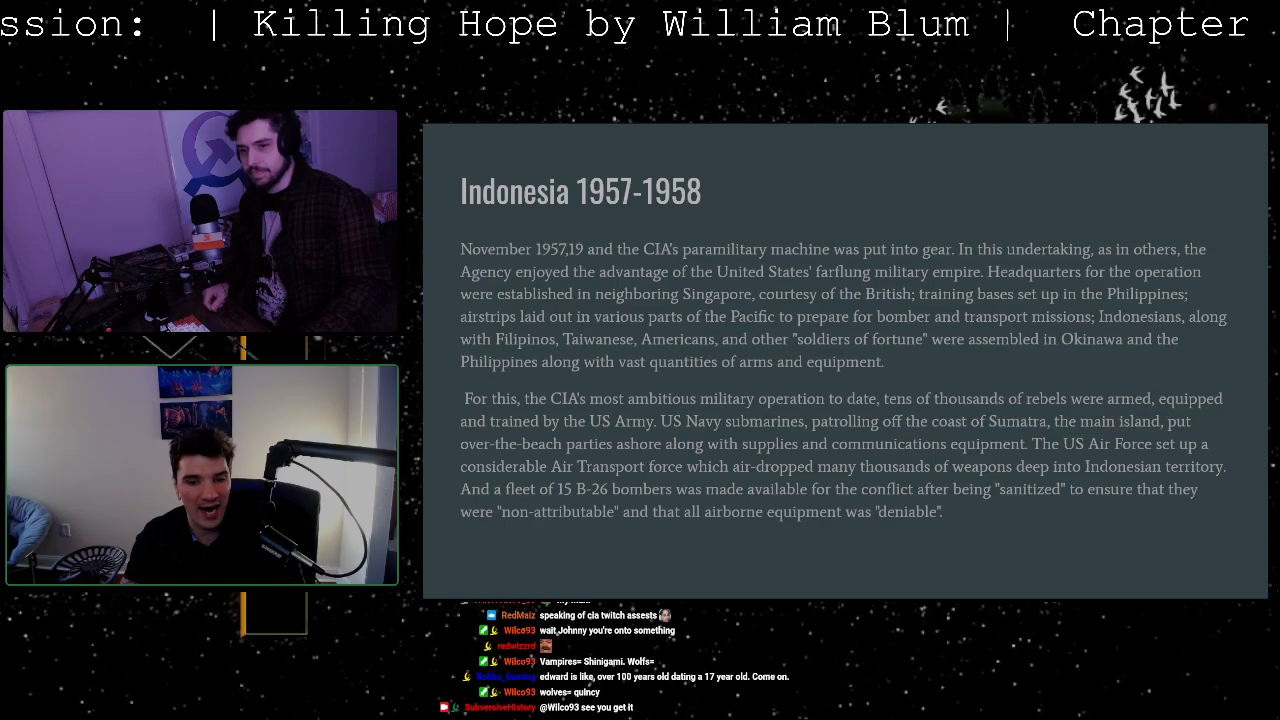 ssion:   | Killing Hope by William Blum |   Chapter
Indonesia 1957-1958
November 1957,19 and the CIA's paramilitary machine was put into gear. In this undertaking, as in others, the
Agency enjoyed the advantage of the United States' farflung military empire. Headquarters for the operation
were established in neighboring Singapore, courtesy of the British; training bases set up in the Philippines;
airstrips laid out in various parts of the Pacific to prepare for bomber and transport missions; Indonesians, along
with Filipinos, Taiwanese, Americans, and other "soldiers of fortune" were assembled in Okinawa and the
Philippines along with vast quantities of arms and equipment.
For this, the CIA's most ambitious military operation to date, tens of thousands of rebels were armed, equipped
and trained by the US Army. US Navy submarines, patrolling off the coast of Sumatra, the main island, put
over-the-beach parties ashore along with supplies and communications equipment. The US Air Force set up a
considerable Air Transport force which air-dropped many thousands of weapons deep into Indonesian territory.
And a fleet of 15 B-26 bombers was made available for the conflict after being "sanitized" to ensure that they
were "non-attributable" and that all airborne equipment was "deniable".
RedMaiz speaking of cia twitch assests
Wilco93 wait,Johnny you're onto something
redwizzrd
Wilco93 Vampires= Shinigami. Wolfs=
edward is like, over 100 years old dating a 17 year old. Come on.
Wilco93 wolves= quincy
SubversiveHistory @Wilco93 see you get it